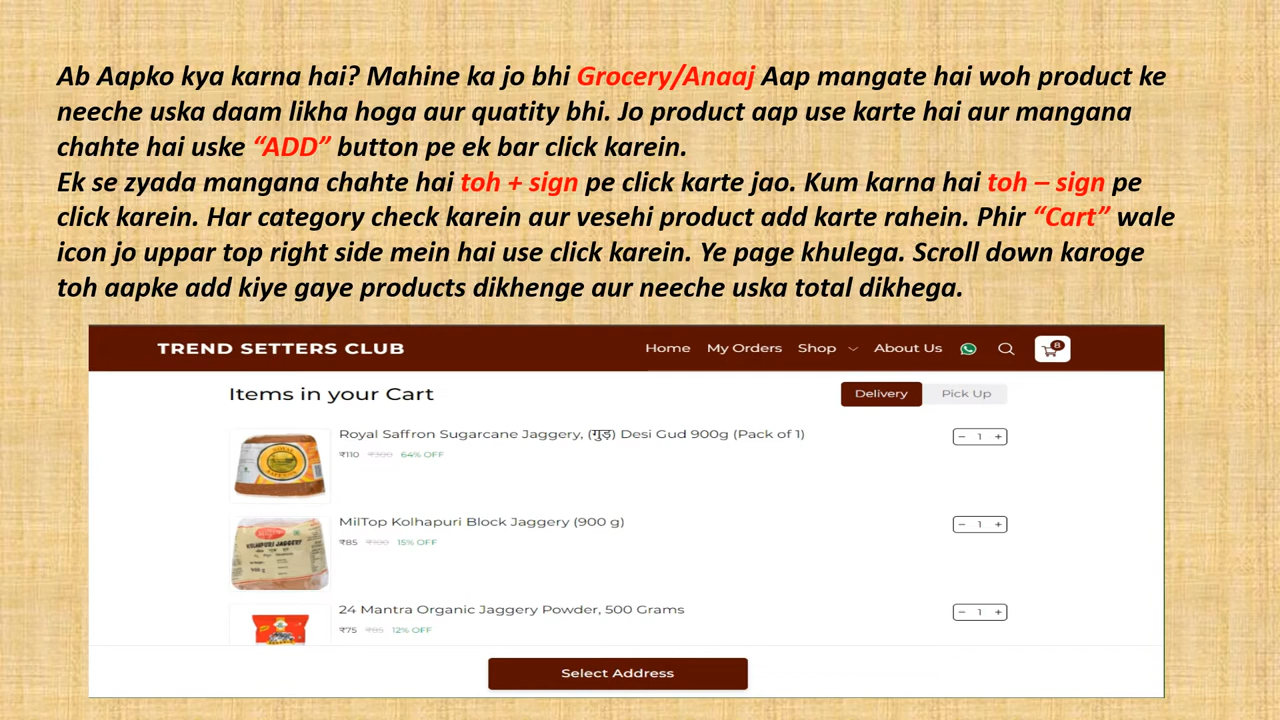 Ab Aapko kya karna hai? Mahine ka jo bhi Grocery/Anaaj Aap mangate hai woh product ke
neeche uska daam likha hoga aur quatity bhi. Jo product aap use karte hai aur mangana
chahte hai uske “ADD” button pe ek bar click karein.
Ek se zyada mangana chahte hai toh + sign pe click karte jao. Kum karna hai toh – sign pe
click karein. Har category check karein aur vesehi product add karte rahein. Phir “Cart” wale
icon jo uppar top right side mein hai use click karein. Ye page khulega. Scroll down karoge
toh aapke add kiye gaye products dikhenge aur neeche uska total dikhega.
TREND SETTERS CLUB Home My Orders Shop About Us 8
Items in your Cart Delivery Pick Up
Royal Saffron Sugarcane Jaggery, (गुड़) Desi Gud 900g (Pack of 1) − 1 +
₹110 ₹300 64% OFF
MilTop Kolhapuri Block Jaggery (900 g) − 1 +
₹85 ₹100 15% OFF
KOLHAPURI JAGGERY
24 Mantra Organic Jaggery Powder, 500 Grams − 1 +
₹75 ₹85 12% OFF
Select Address